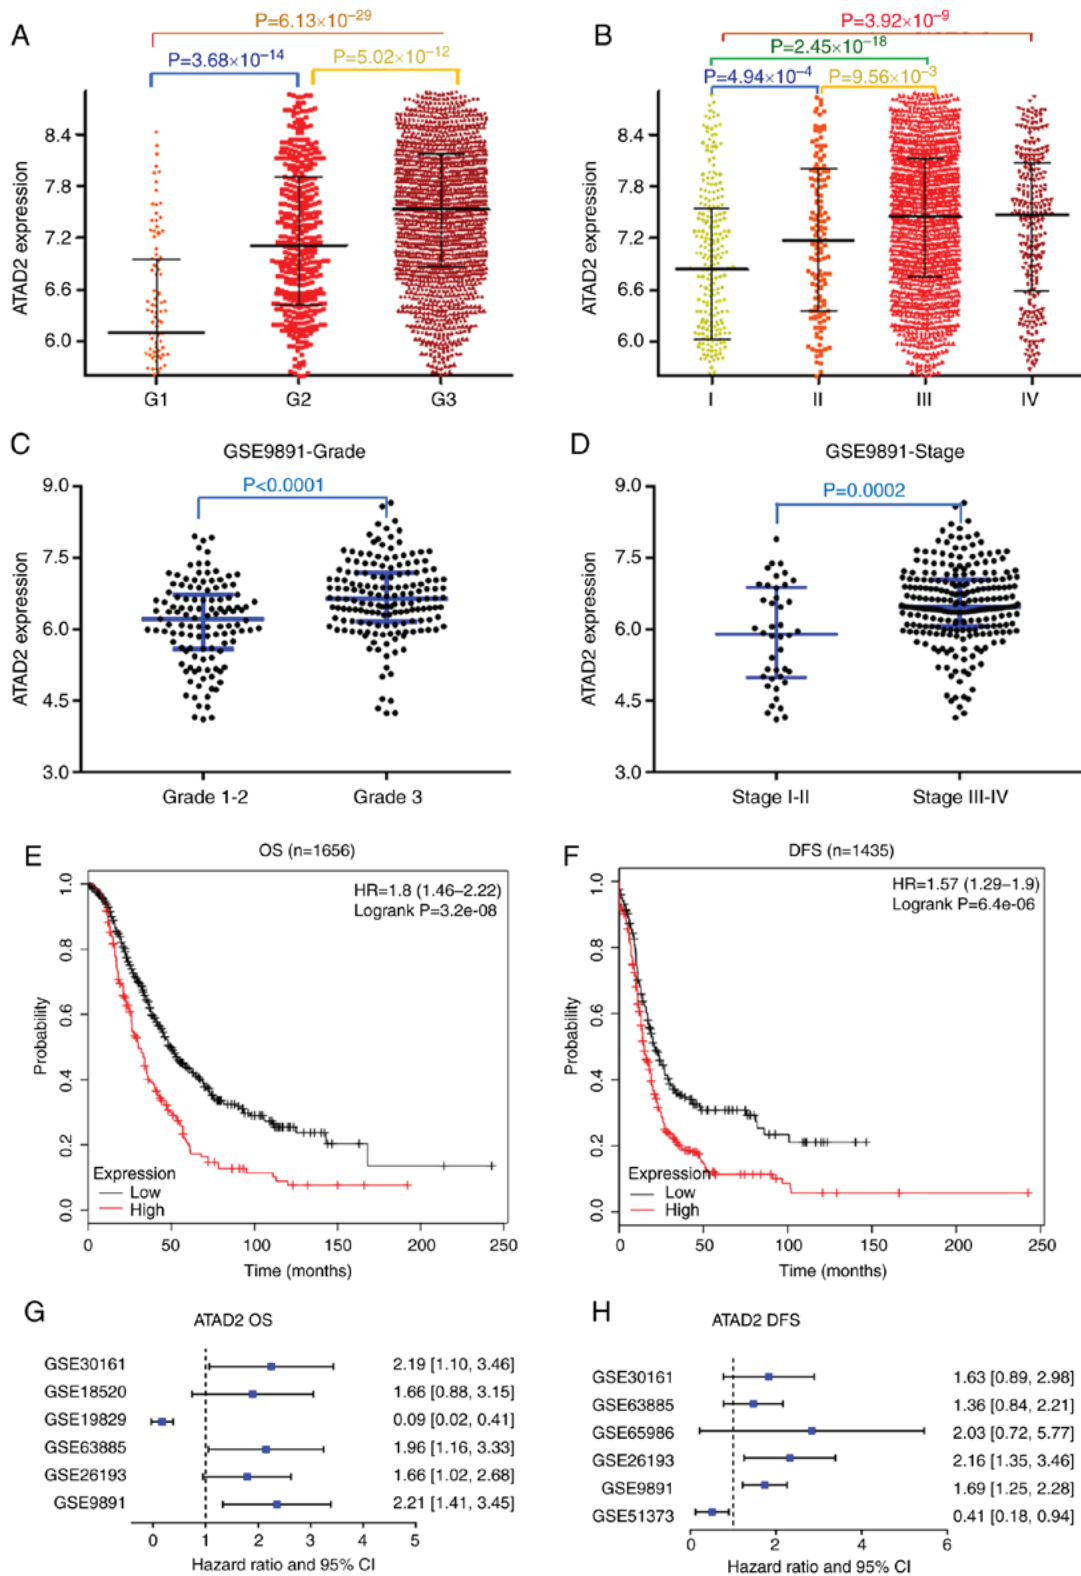 A
P=6.13×10−29
P=3.68×10−14
P=5.02×10−12
ATAD2 expression
8.4
7.8
7.2
6.6
6.0
G1 G2 G3
B
P=3.92×10−9
P=2.45×10−18
P=4.94×10−4
P=9.56×10−3
ATAD2 expression
8.4
7.8
7.2
6.6
6.0
I II III IV
C
GSE9891-Grade
P<0.0001
ATAD2 expression
9.0
7.5
6.0
4.5
3.0
Grade 1-2 Grade 3
D
GSE9891-Stage
P=0.0002
ATAD2 expression
9.0
7.5
6.0
4.5
3.0
Stage I-II Stage III-IV
E
OS (n=1656)
HR=1.8 (1.46–2.22)
Logrank P=3.2e-08
Probability
1.0
0.8
0.6
0.4
0.2
0.0
Expression
Low
High
0 50 100 150 200 250
Time (months)
F
DFS (n=1435)
HR=1.57 (1.29–1.9)
Logrank P=6.4e-06
Probability
1.0
0.8
0.6
0.4
0.2
0.0
Expression
Low
High
0 50 100 150 200 250
Time (months)
G
ATAD2 OS
GSE30161 2.19 [1.10, 3.46]
GSE18520 1.66 [0.88, 3.15]
GSE19829 0.09 [0.02, 0.41]
GSE63885 1.96 [1.16, 3.33]
GSE26193 1.66 [1.02, 2.68]
GSE9891 2.21 [1.41, 3.45]
0 1 2 3 4
Hazard ratio and 95% CI
H
ATAD2 DFS
GSE30161 1.63 [0.89, 2.98]
GSE63885 1.36 [0.84, 2.21]
GSE65986 2.03 [0.72, 5.77]
GSE26193 2.16 [1.35, 3.46]
GSE9891 1.69 [1.25, 2.28]
GSE51373 0.41 [0.18, 0.94]
0 2 4 6
Hazard ratio and 95% CI